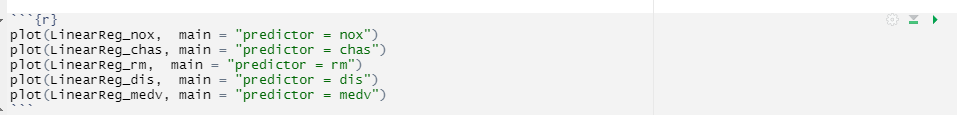 ```{r}
plot(LinearReg_nox,  main = "predictor = nox")
plot(LinearReg_chas, main = "predictor = chas")
plot(LinearReg_rm,  main = "predictor = rm")
plot(LinearReg_dis,  main = "predictor = dis")
plot(LinearReg_medv, main = "predictor = medv")
```